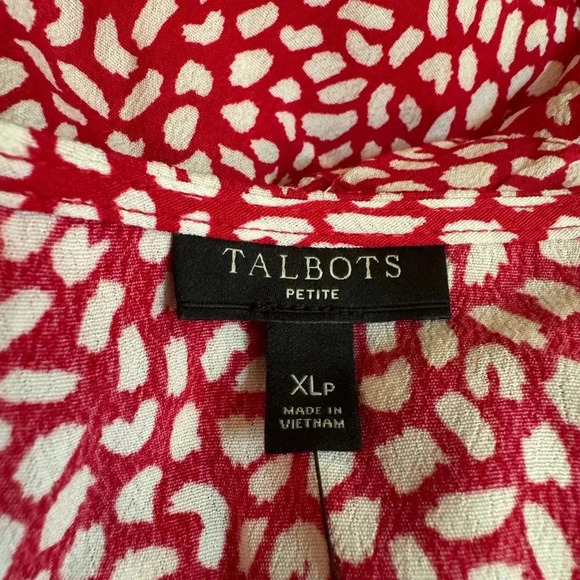 TALBOTS
PETITE
XLP
MADE IN
VIETNAM